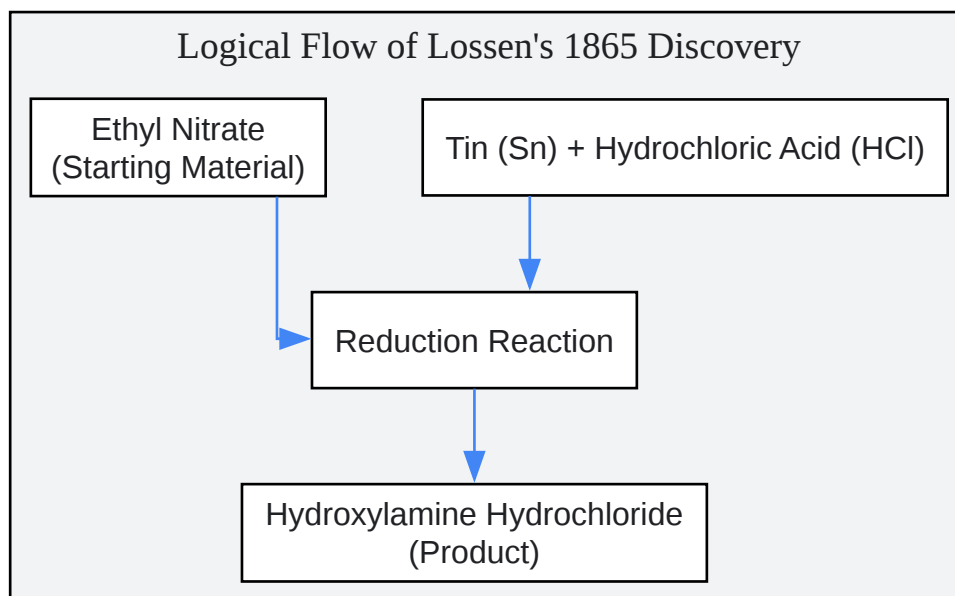 Logical Flow of Lossen's 1865 Discovery
Ethyl Nitrate
(Starting Material)
Tin (Sn) + Hydrochloric Acid (HCl)
Reduction Reaction
Hydroxylamine Hydrochloride
(Product)